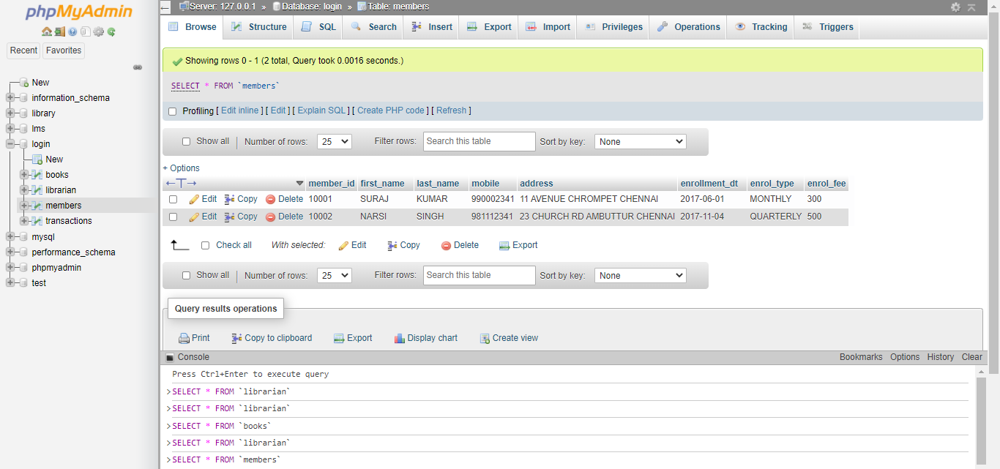 phpMyAdmin
Recent Favorites
New
information_schema
library
lms
login
New
books
librarian
members
transactions
mysql
performance_schema
phpmyadmin
test
Server: 127.0.0.1 » Database: login » Table: members
Browse Structure SQL Search Insert Export Import Privileges Operations Tracking Triggers
Showing rows 0 - 1 (2 total, Query took 0.0016 seconds.)
SELECT * FROM `members`
Profiling [ Edit inline ] [ Edit ] [ Explain SQL ] [ Create PHP code ] [ Refresh ]
Show all Number of rows: 25 Filter rows: Search this table Sort by key: None
+ Options
←T→ member_id first_name last_name mobile address enrollment_dt enrol_type enrol_fee
Edit Copy Delete 10001 SURAJ KUMAR 990002341 11 AVENUE CHROMPET CHENNAI 2017-06-01 MONTHLY 300
Edit Copy Delete 10002 NARSI SINGH 981112341 23 CHURCH RD AMBUTTUR CHENNAI 2017-11-04 QUARTERLY 500
Check all With selected: Edit Copy Delete Export
Show all Number of rows: 25 Filter rows: Search this table Sort by key: None
Query results operations
Print Copy to clipboard Export Display chart Create view
Console Bookmarks Options History Clear
Press Ctrl+Enter to execute query
>SELECT * FROM `librarian`
>SELECT * FROM `librarian`
>SELECT * FROM `books`
>SELECT * FROM `librarian`
>SELECT * FROM `members`